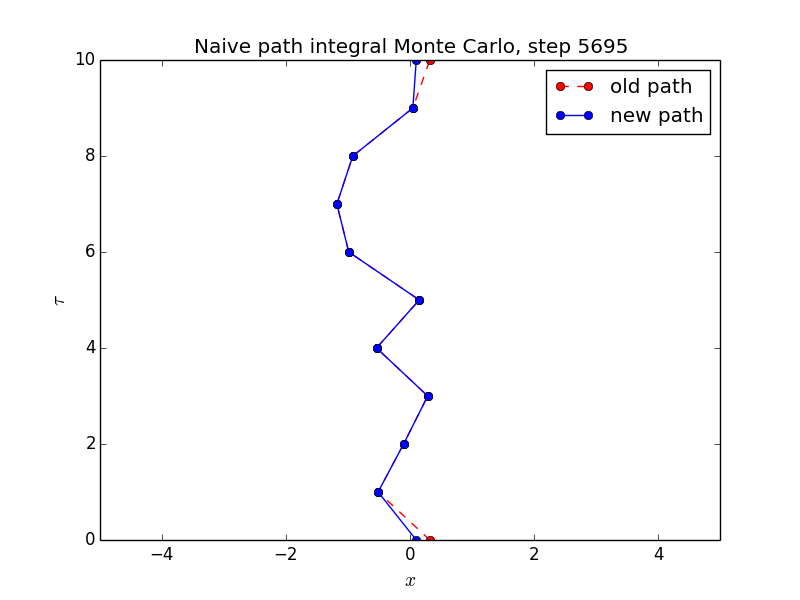 Naive path integral Monte Carlo, step 5695
old path
new path
10
8
6
4
2
0
τ
−4 −2 0 2 4
x